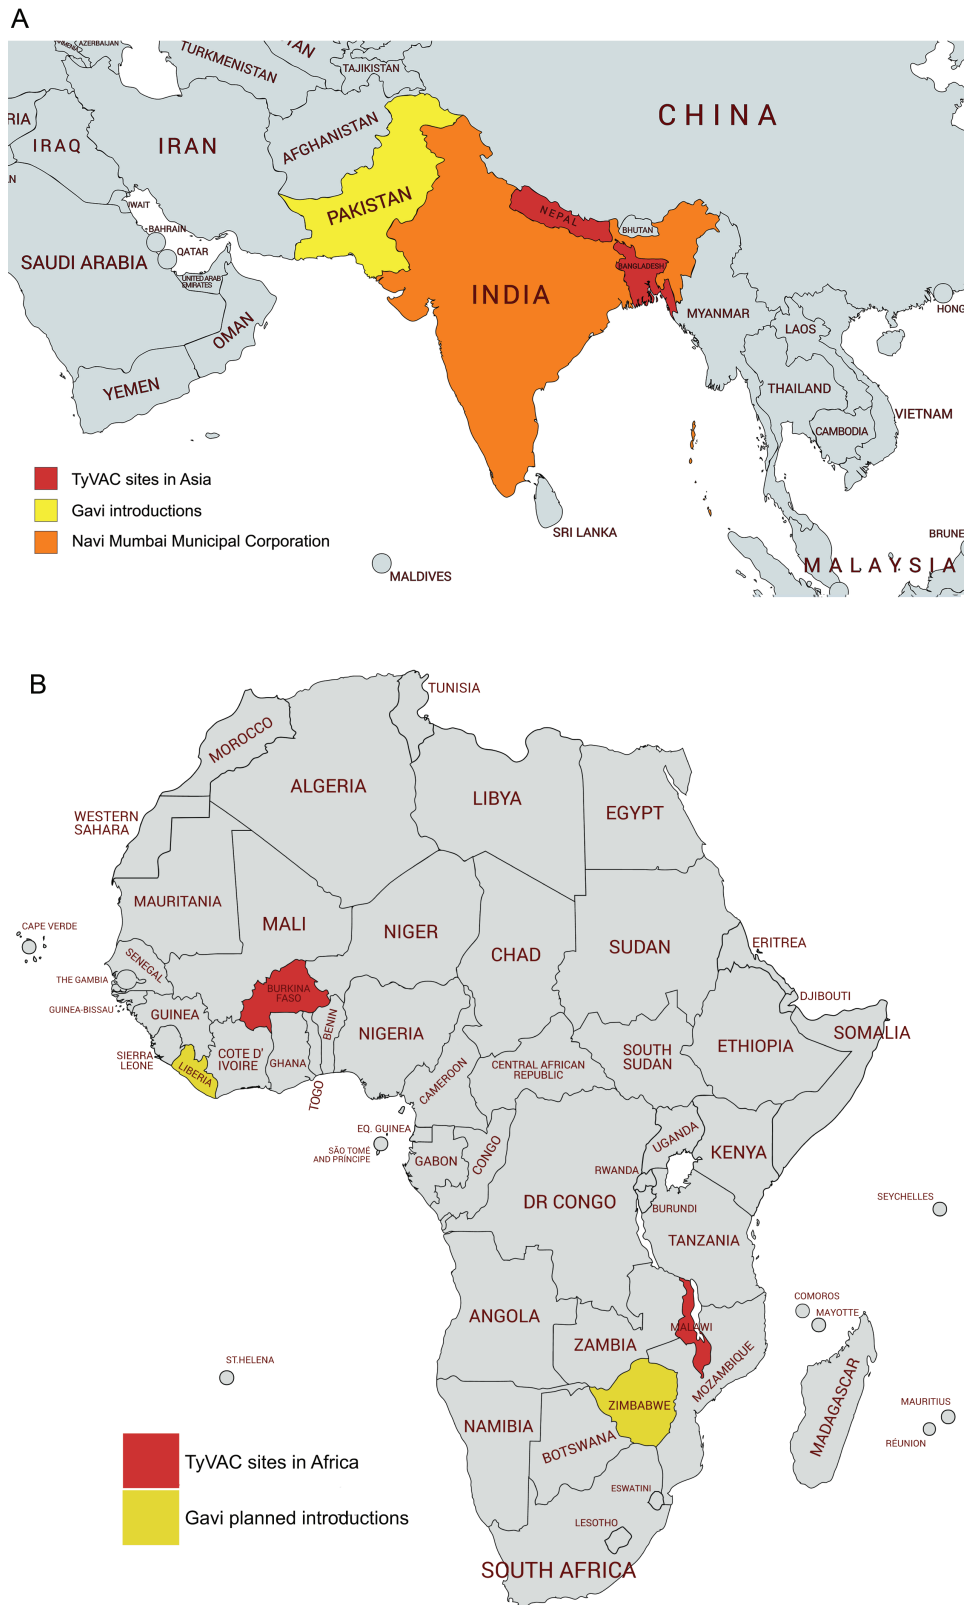 A
AZERBAIJAN
TURKMENISTAN
TAJIKISTAN
CHINA
AFGHANISTAN
RIA
IRAQ
IRAN
PAKISTAN
NEPAL
BHUTAN
BANGLADESH
BAHRAIN
QATAR
SAUDI ARABIA
UNITED ARAB
EMIRATES
OMAN
YEMEN
INDIA
MYANMAR
HONG
LAOS
THAILAND
VIETNAM
CAMBODIA
SRI LANKA
MALDIVES
BRUNE
MALAYSIA
TyVAC sites in Asia
Gavi introductions
Navi Mumbai Municipal Corporation
B
TUNISIA
MOROCCO
ALGERIA
LIBYA
EGYPT
WESTERN
SAHARA
MAURITANIA
MALI
NIGER
CHAD
SUDAN
ERITREA
CAPE VERDE
SENEGAL
THE GAMBIA
GUINEA-BISSAU
GUINEA
BURKINA
FASO
BENIN
NIGERIA
DJIBOUTI
SOMALIA
ETHIOPIA
SIERRA
LEONE
LIBERIA
COTE D'
IVOIRE
GHANA
TOGO
CAMEROON
CENTRAL AFRICAN
REPUBLIC
SOUTH
SUDAN
EQ. GUINEA
SÃO TOMÉ
AND PRÍNCIPE
GABON
CONGO
UGANDA
KENYA
RWANDA
DR CONGO
BURUNDI
TANZANIA
SEYCHELLES
COMOROS
MAYOTTE
ANGOLA
MALAWI
ZAMBIA
MOZAMBIQUE
ST.HELENA
ZIMBABWE
MADAGASCAR
MAURITIUS
RÉUNION
NAMIBIA
BOTSWANA
ESWATINI
LESOTHO
SOUTH AFRICA
TyVAC sites in Africa
Gavi planned introductions